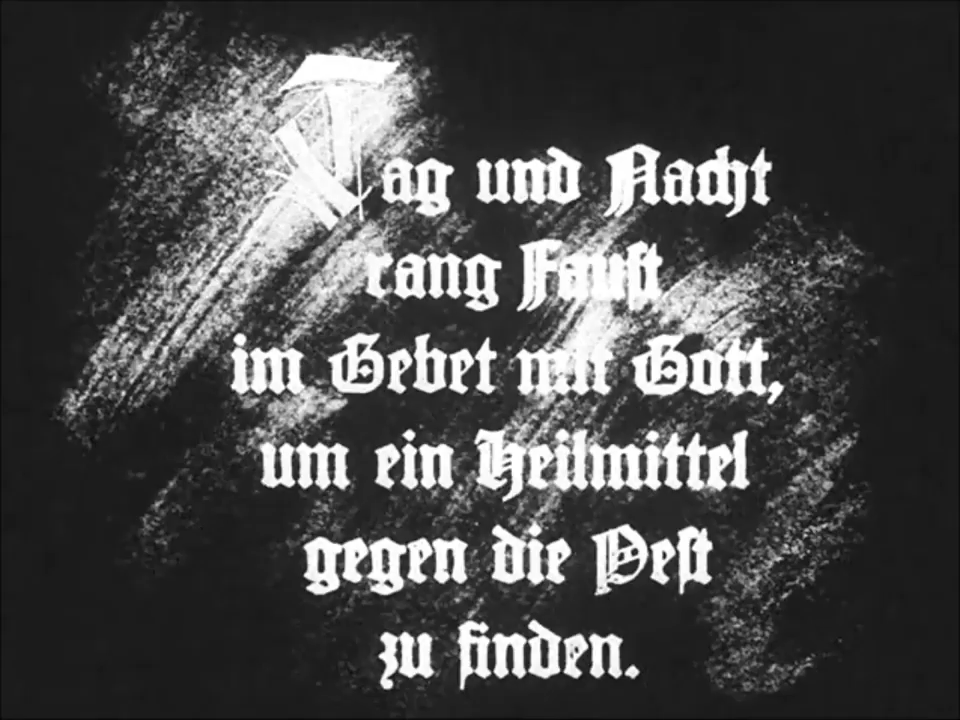 Tag und Nacht
rang Fauſt
im Gebet mit Gott,
um ein Heilmittel
gegen die Peſt
zu finden.